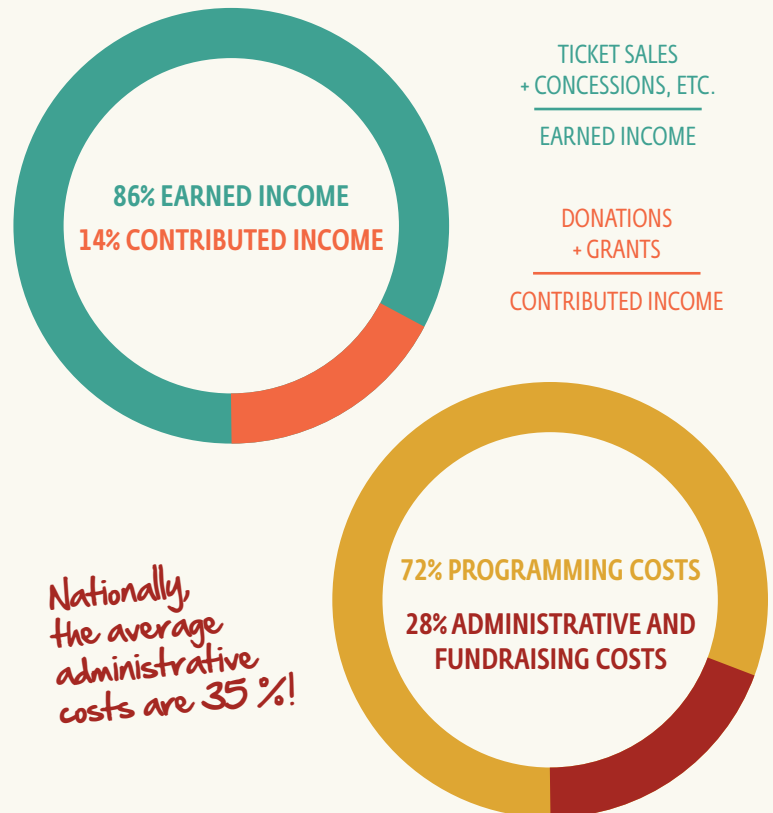 TICKET SALES
+ CONCESSIONS, ETC.
EARNED INCOME
86% EARNED INCOME
14% CONTRIBUTED INCOME
DONATIONS
+ GRANTS
CONTRIBUTED INCOME
72% PROGRAMMING COSTS
28% ADMINISTRATIVE AND
FUNDRAISING COSTS
Nationally,
the average
administrative
costs are 35 %!